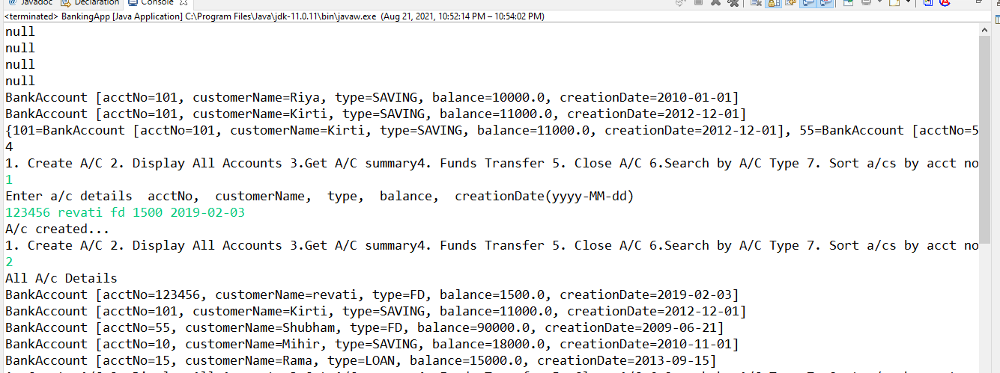 Javadoc Declaration Console
<terminated> BankingApp [Java Application] C:\Program Files\Java\jdk-11.0.11\bin\javaw.exe (Aug 21, 2021, 10:52:14 PM – 10:54:02 PM)
null
null
null
null
BankAccount [acctNo=101, customerName=Riya, type=SAVING, balance=10000.0, creationDate=2010-01-01]
BankAccount [acctNo=101, customerName=Kirti, type=SAVING, balance=11000.0, creationDate=2012-12-01]
{101=BankAccount [acctNo=101, customerName=Kirti, type=SAVING, balance=11000.0, creationDate=2012-12-01], 55=BankAccount [acctNo=5
4
1. Create A/C 2. Display All Accounts 3.Get A/C summary4. Funds Transfer 5. Close A/C 6.Search by A/C Type 7. Sort a/cs by acct no
1
Enter a/c details  acctNo,  customerName,  type,  balance,  creationDate(yyyy-MM-dd)
123456 revati fd 1500 2019-02-03
A/c created...
1. Create A/C 2. Display All Accounts 3.Get A/C summary4. Funds Transfer 5. Close A/C 6.Search by A/C Type 7. Sort a/cs by acct no
2
All A/c Details
BankAccount [acctNo=123456, customerName=revati, type=FD, balance=1500.0, creationDate=2019-02-03]
BankAccount [acctNo=101, customerName=Kirti, type=SAVING, balance=11000.0, creationDate=2012-12-01]
BankAccount [acctNo=55, customerName=Shubham, type=FD, balance=90000.0, creationDate=2009-06-21]
BankAccount [acctNo=10, customerName=Mihir, type=SAVING, balance=18000.0, creationDate=2010-11-01]
BankAccount [acctNo=15, customerName=Rama, type=LOAN, balance=15000.0, creationDate=2013-09-15]